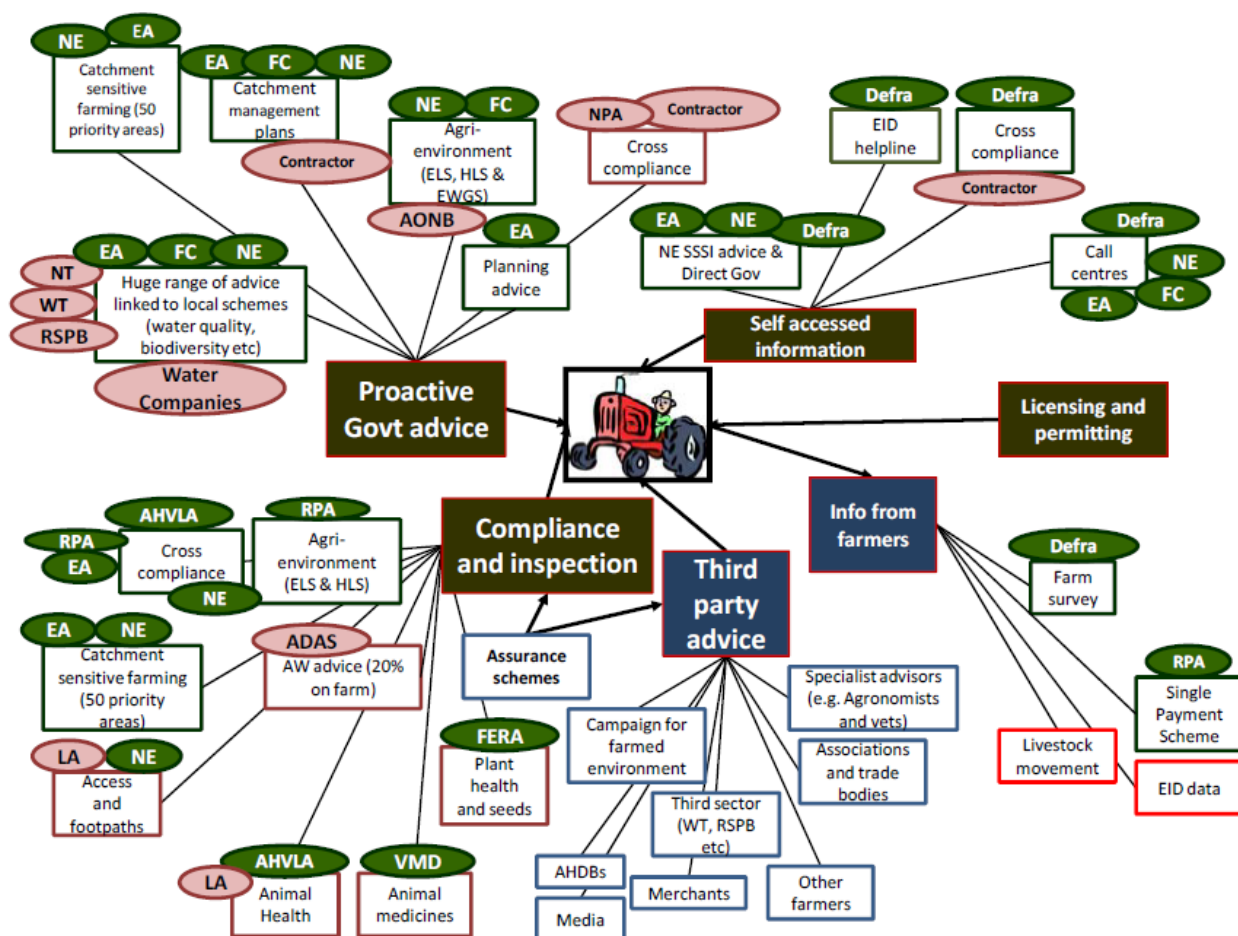 NE
EA
Catchment
sensitive
farming (50
priority areas)
EA
FC
NE
Catchment
management
plans
Contractor
NE
FC
Agri-
environment
(ELS, HLS &
EWGS)
AONB
NPA
Contractor
Cross
compliance
EA
Planning
advice
Defra
EID
helpline
Defra
Cross
compliance
Contractor
EA
NE
Defra
NE SSSI advice &
Direct Gov
Defra
Call
centres
NE
FC
EA
EA
FC
NE
NT
WT
RSPB
Huge range of advice
linked to local schemes
(water quality,
biodiversity etc)
Water
Companies
Proactive
Govt advice
Self accessed
information
Licensing and
permitting
Info from
farmers
AHVLA
RPA
EA
Cross
compliance
NE
RPA
Agri-
environment
(ELS & HLS)
Compliance
and inspection
Third
party
advice
Defra
Farm
survey
EA
NE
Catchment
sensitive farming
(50 priority
areas)
ADAS
AW advice (20%
on farm)
Assurance
schemes
LA
NE
Access
and
footpaths
FERA
Plant
health
and seeds
Campaign for
farmed
environment
Specialist advisors
(e.g. Agronomists
and vets)
Associations
and trade
bodies
Third sector
(WT, RSPB
etc)
RPA
Single
Payment
Scheme
Livestock
movement
EID data
AHVLA
LA
Animal
Health
VMD
Animal
medicines
AHDBs
Media
Merchants
Other
farmers